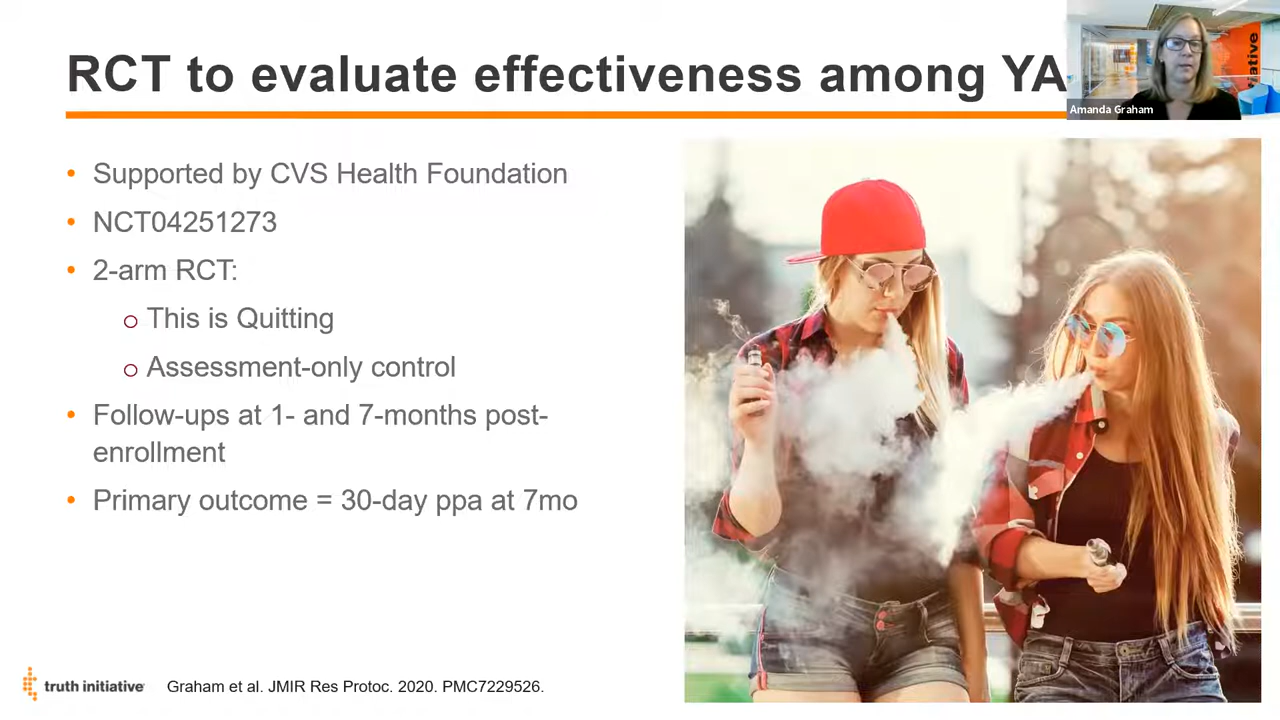 RCT to evaluate effectiveness among YA
itiative
Amanda Graham
• Supported by CVS Health Foundation
• NCT04251273
• 2-arm RCT:
o This is Quitting
o Assessment-only control
• Follow-ups at 1- and 7-months post-
enrollment
• Primary outcome = 30-day ppa at 7mo
truth initiative
Graham et al. JMIR Res Protoc. 2020. PMC7229526.